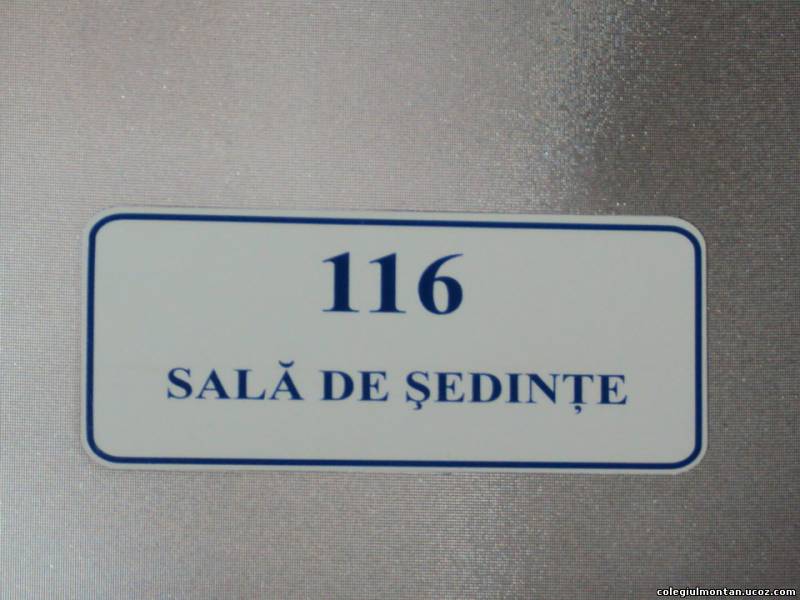 116
SALĂ DE ŞEDINȚE
colegiulmontan.ucoz.com